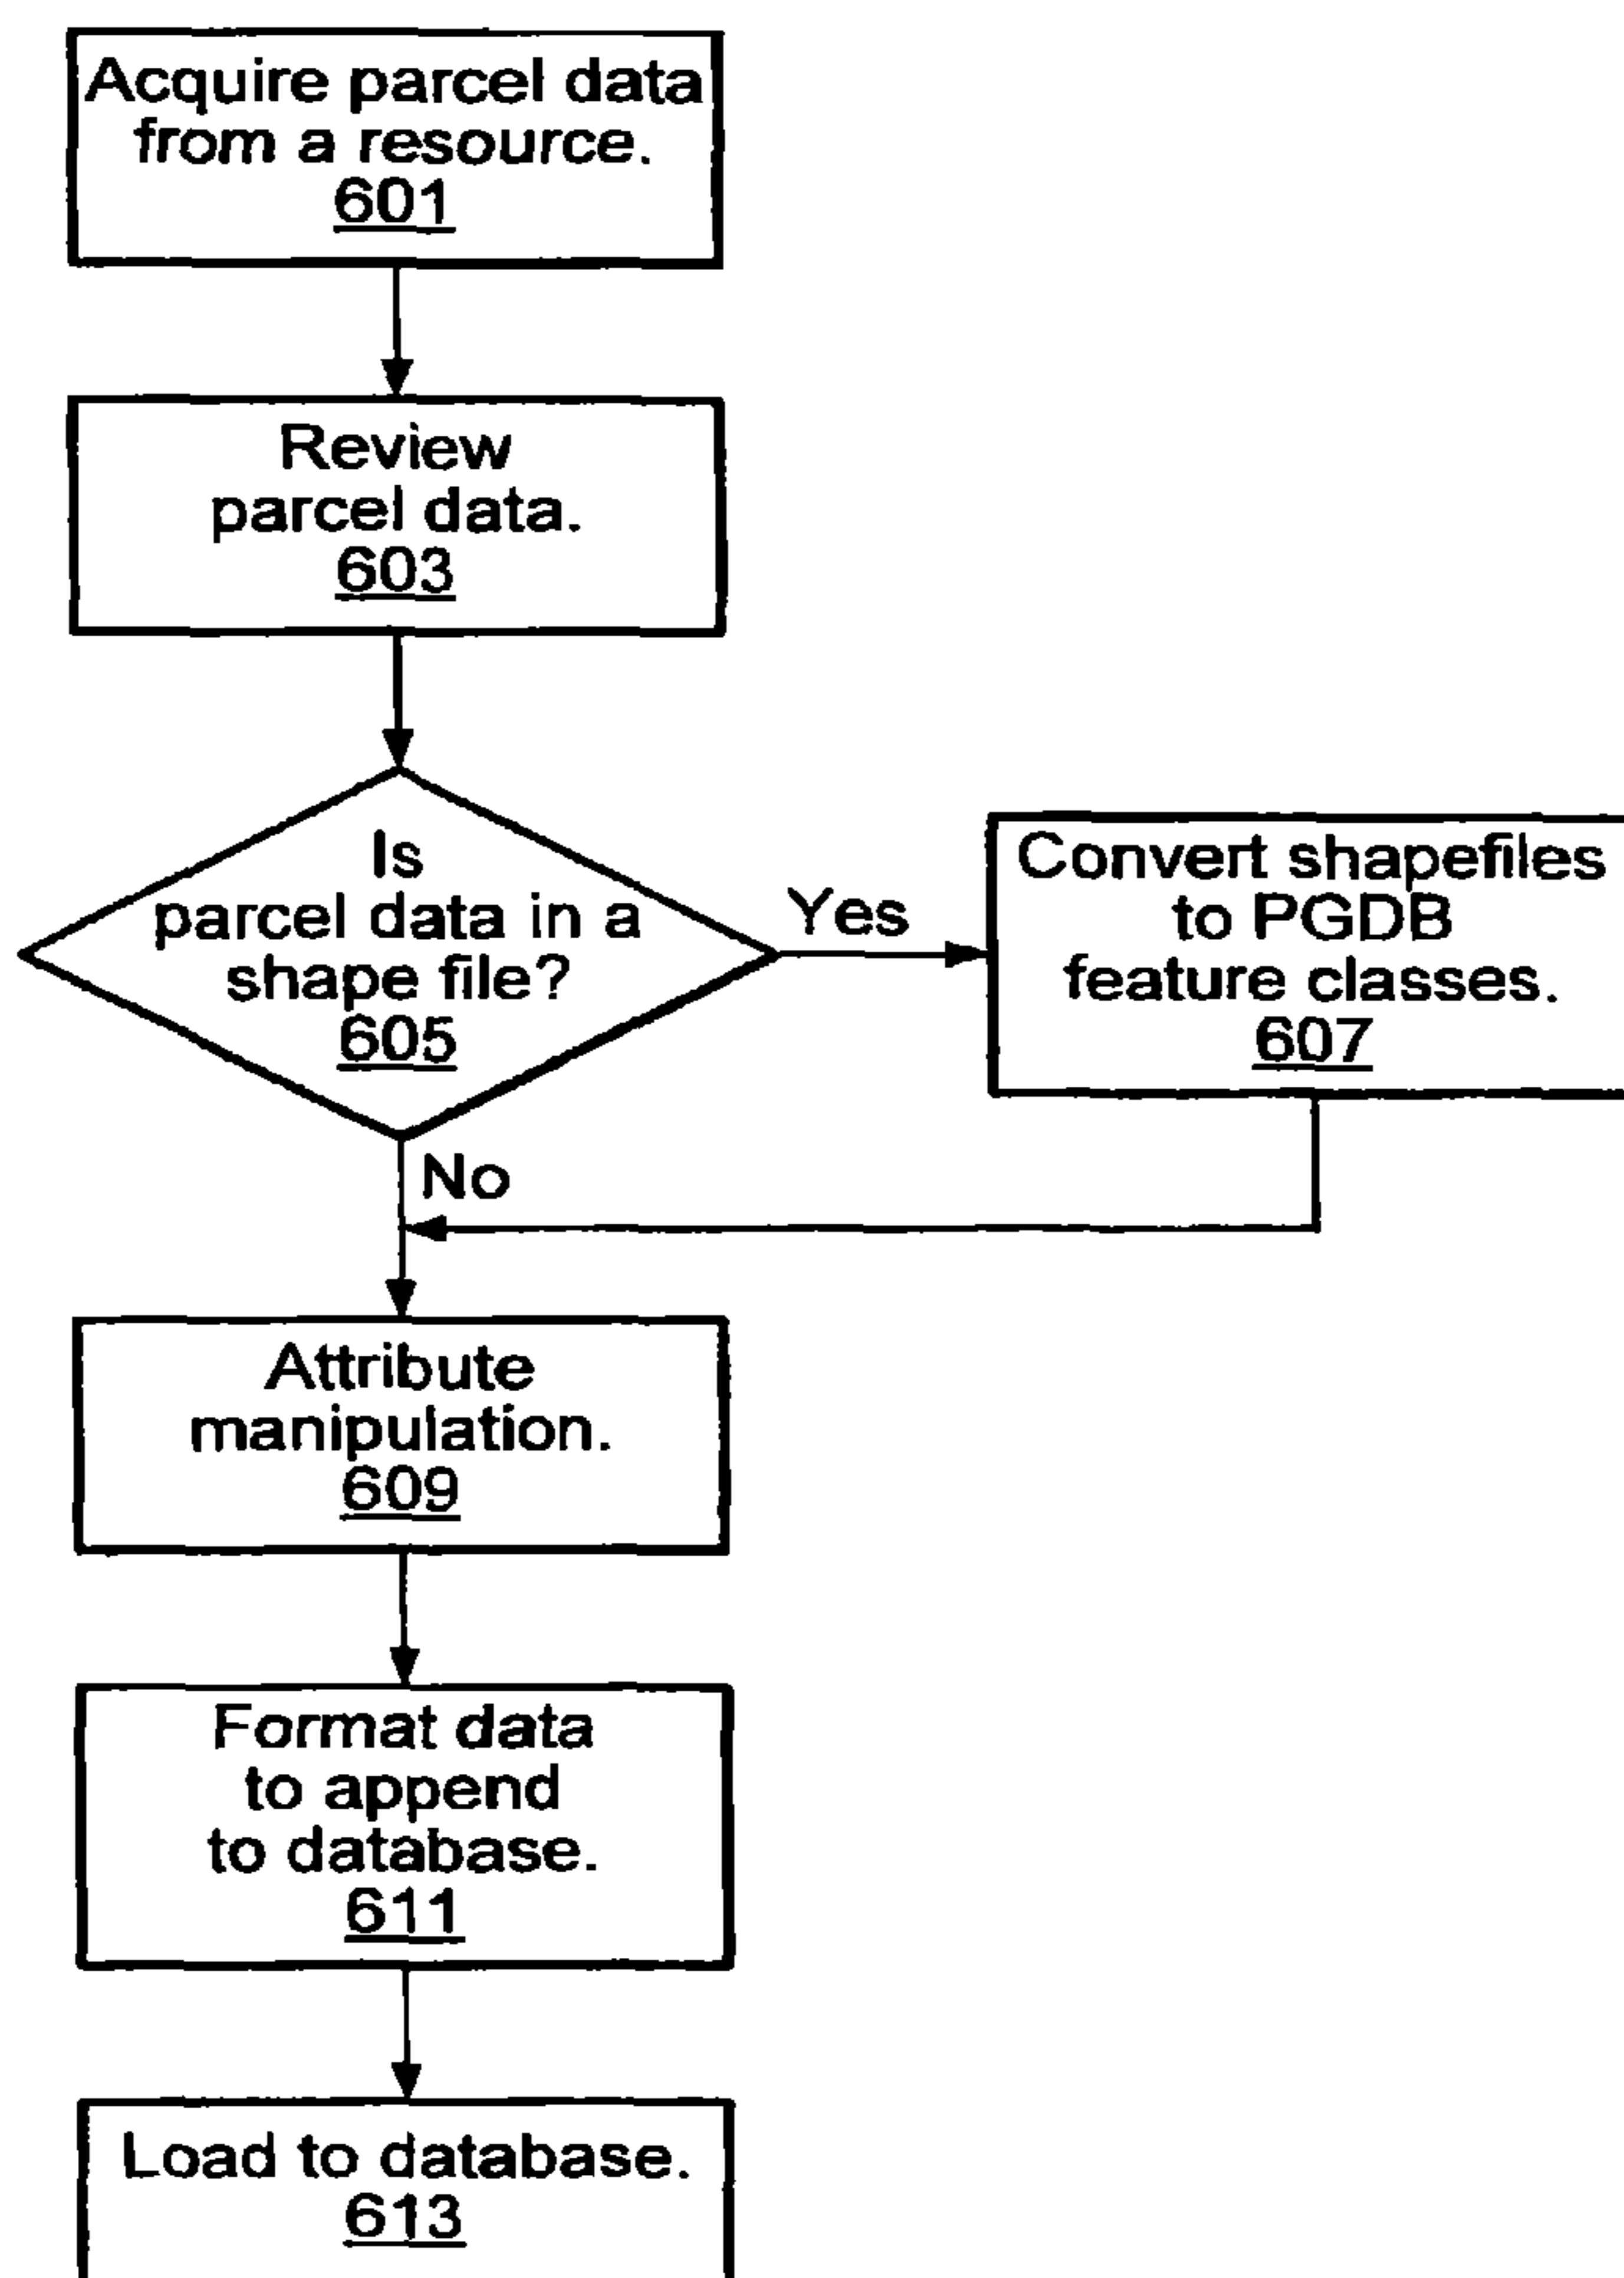 Acquire parcel data
from a resource.
601
Review
parcel data.
603
Is
parcel data in a
shape file?
605
Yes
Convert shapefiles
to PGDB
feature classes.
607
No
Attribute
manipulation.
609
Format data
to append
to database.
611
Load to database.
613